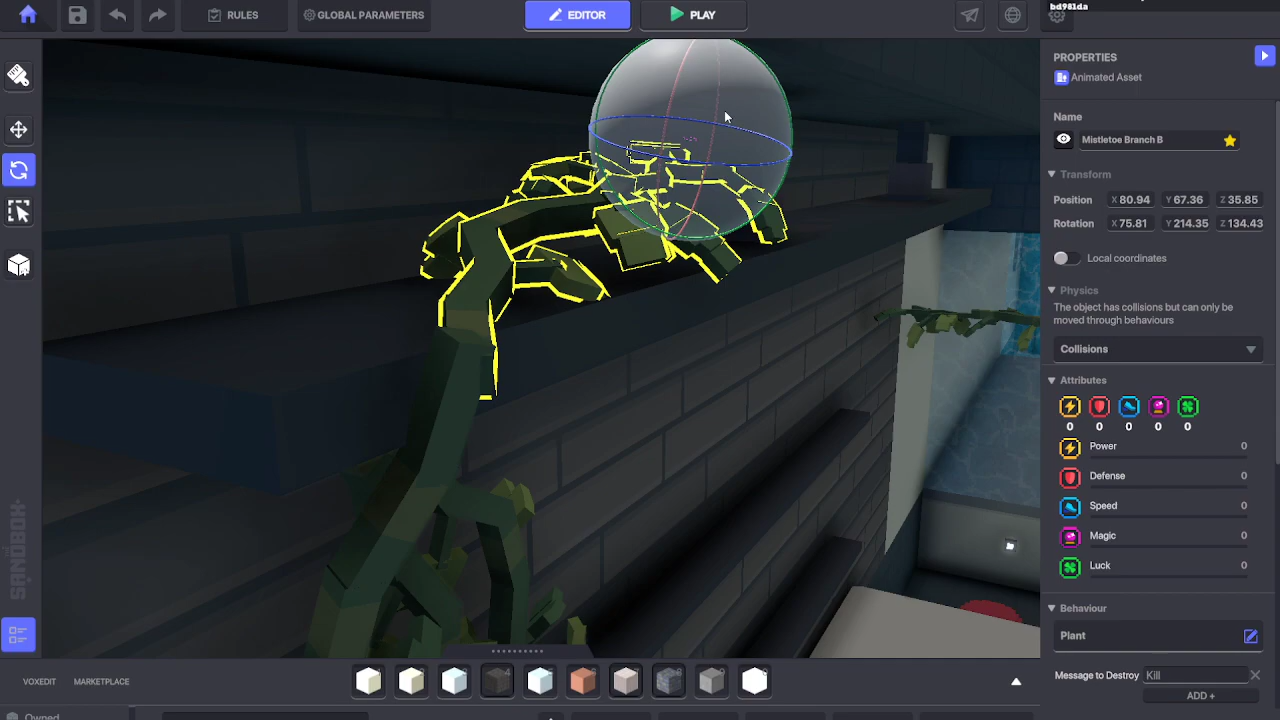 bd981da
RULES
GLOBAL PARAMETERS
EDITOR
PLAY
PROPERTIES
Animated Asset
Name
Mistletoe Branch B
Transform
Position X 80.94 Y 67.36 Z 35.85
Rotation X 75.81 Y 214.35 Z 134.43
Local coordinates
Physics
The object has collisions but can only be
moved through behaviours
Collisions
Attributes
0 0 0 0 0
Power 0
Defense 0
Speed 0
Magic 0
Luck 0
Behaviour
Plant
Message to Destroy Kill
ADD +
SANDBOX
VOXEDIT
MARKETPLACE
Owned